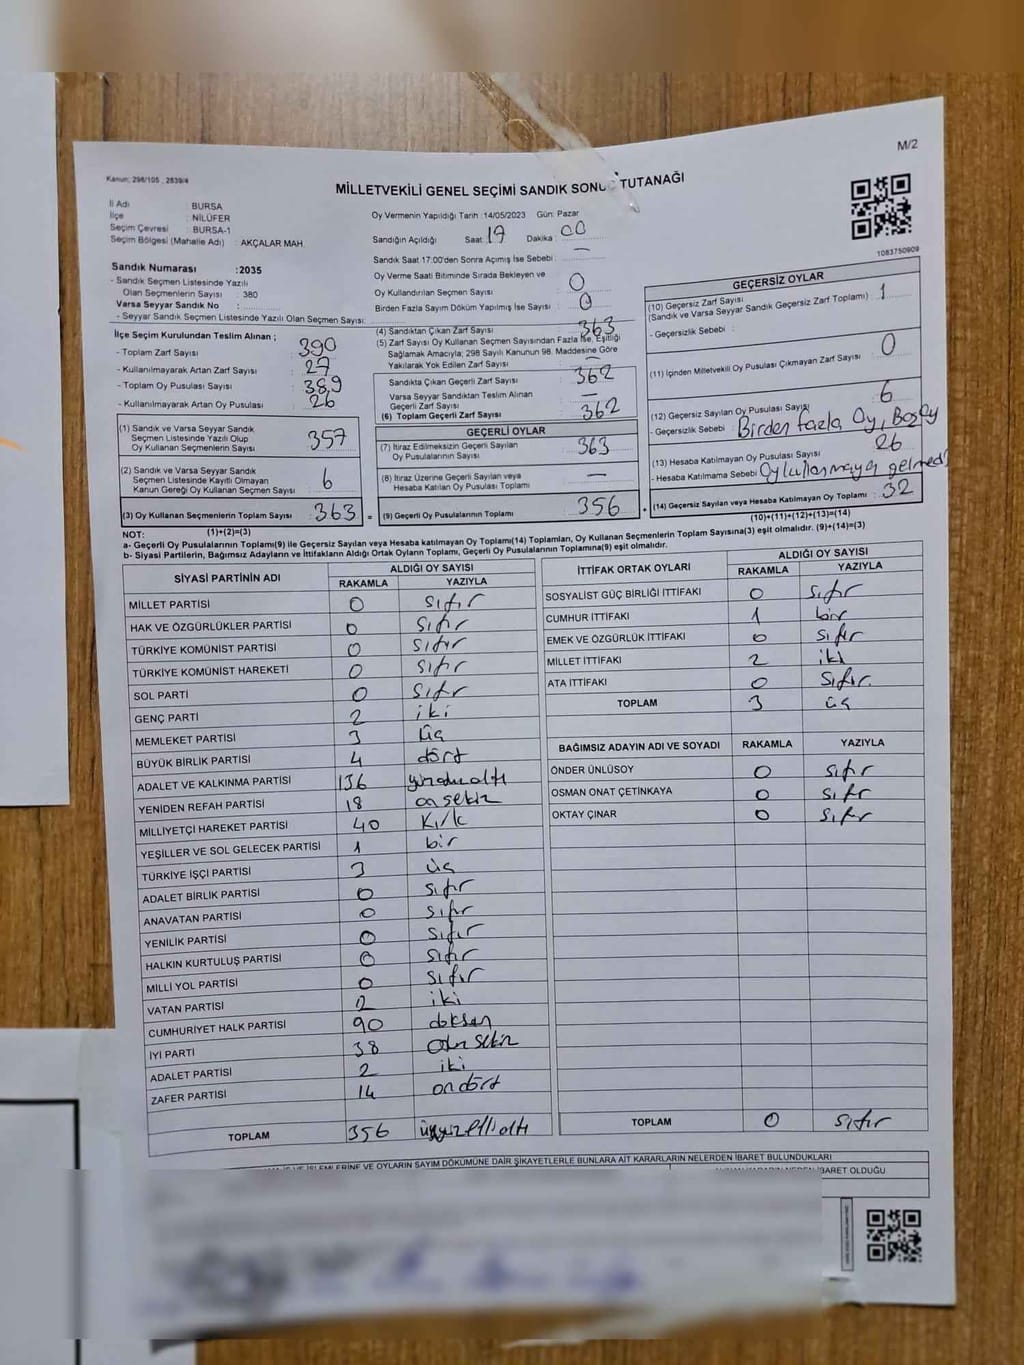 M/2
Kanun: 298/105 , 2839/4
MİLLETVEKİLİ GENEL SEÇİMİ SANDIK SONUÇ TUTANAĞI
İl Adı : BURSA
İlçe : NİLÜFER
Seçim Çevresi : BURSA-1
Seçim Bölgesi (Mahalle Adı) : AKÇALAR MAH.
Sandık Numarası :2035
- Sandık Seçmen Listesinde Yazılı
Olan Seçmenlerin Sayısı : 380
Varsa Seyyar Sandık No :
- Seyyar Sandık Seçmen Listesinde Yazılı Olan Seçmen Sayısı:
Oy Vermenin Yapıldığı Tarih :14/05/2023 Gün: Pazar
Sandığın Açıldığı Saat: 17 Dakika : 00
Sandık Saat 17:00'den Sonra Açımış İse Sebebi : —
Oy Verme Saati Bitiminde Sırada Bekleyen ve
Oy Kullandırılan Seçmen Sayısı : 0
Birden Fazla Sayım Döküm Yapılmış İse Sayısı : 0
1083750909
İlçe Seçim Kurulundan Teslim Alınan ;
- Toplam Zarf Sayısı : 390
- Kullanılmayarak Artan Zarf Sayısı : 27
- Toplam Oy Pusulası Sayısı : 389
- Kullanılmayarak Artan Oy Pusulası : 26
(1) Sandık ve Varsa Seyyar Sandık
Seçmen Listesinde Yazılı Olup
Oy Kullanan Seçmenlerin Sayısı : 357
(2) Sandık ve Varsa Seyyar Sandık
Seçmen Listesinde Kayıtlı Olmayan
Kanun Gereği Oy Kullanan Seçmen Sayısı : 6
(3) Oy Kullanan Seçmenlerin Toplam Sayısı : 363 =
(1)+(2)=(3)
(4) Sandıktan Çıkan Zarf Sayısı : 363
(5) Zarf Sayısı Oy Kullanan Seçmen Sayısından Fazla İse, Eşitliği
Sağlamak Amacıyla; 298 Sayılı Kanunun 98. Maddesine Göre
Yakılarak Yok Edilen Zarf Sayısı : —
Sandıkta Çıkan Geçerli Zarf Sayısı : 362
Varsa Seyyar Sandıktan Teslim Alınan
Geçerli Zarf Sayısı : —
(6) Toplam Geçerli Zarf Sayısı : 362
GEÇERLİ OYLAR
(7) İtiraz Edilmeksizin Geçerli Sayılan
Oy Pusulalarının Sayısı : 363
(8) İtiraz Üzerine Geçerli Sayılan veya
Hesaba Katılan Oy Pusulası Toplamı : —
(9) Geçerli Oy Pusulalarının Toplamı : 356 +
GEÇERSİZ OYLAR
(10) Geçersiz Zarf Sayısı : 1
(Sandık ve Varsa Seyyar Sandık Geçersiz Zarf Toplamı)
- Geçersizlik Sebebi :
(11) İçinden Milletvekili Oy Pusulası Çıkmayan Zarf Sayısı : 0
(12) Geçersiz Sayılan Oy Pusulası Sayısı : 6
- Geçersizlik Sebebi : Birden fazla Oy, Boş Oy
(13) Hesaba Katılmayan Oy Pusulası Sayısı : 26
- Hesaba Katılmama Sebebi : Oy kullanmaya gelmedi
(14) Geçersiz Sayılan veya Hesaba Katılmayan Oy Toplamı : 32
(10)+(11)+(12)+(13)=(14)
NOT:
a- Geçerli Oy Pusulalarının Toplamı(9) ile Geçersiz Sayılan veya Hesaba Katılmayan Oy Toplamı(14) Toplamları, Oy Kullanan Seçmenlerin Toplam Sayısına(3) eşit olmalıdır. (9)+(14)=(3)
b- Siyasi Partilerin, Bağımsız Adayların ve İttifakların Aldığı Ortak Oyların Toplamı, Geçerli Oy Pusulalarının Toplamına(9) eşit olmalıdır.
SİYASİ PARTİNİN ADI ALDIĞI OY SAYISI
RAKAMLA YAZIYLA
MİLLET PARTİSİ 0 sıfır
HAK VE ÖZGÜRLÜKLER PARTİSİ 0 sıfır
TÜRKİYE KOMÜNİST PARTİSİ 0 sıfır
TÜRKİYE KOMÜNİST HAREKETİ 0 sıfır
SOL PARTİ 0 sıfır
GENÇ PARTİ 2 iki
MEMLEKET PARTİSİ 3 üç
BÜYÜK BİRLİK PARTİSİ 4 dört
ADALET VE KALKINMA PARTİSİ 136
YENİDEN REFAH PARTİSİ 18 on sekiz
MİLLİYETÇİ HAREKET PARTİSİ 40 Kırk
YEŞİLLER VE SOL GELECEK PARTİSİ 1 bir
TÜRKİYE İŞÇİ PARTİSİ 3 üç
ADALET BİRLİK PARTİSİ 0 sıfır
ANAVATAN PARTİSİ 0 sıfır
YENİLİK PARTİSİ 0 sıfır
HALKIN KURTULUŞ PARTİSİ 0 sıfır
MİLLİ YOL PARTİSİ 0 sıfır
VATAN PARTİSİ 2 iki
CUMHURİYET HALK PARTİSİ 90 doksan
İYİ PARTİ 38 otuz sekiz
ADALET PARTİSİ 2 iki
ZAFER PARTİSİ 14 on dört
TOPLAM 356 üçyüzelli altı
İTTİFAK ORTAK OYLARI ALDIĞI OY SAYISI
RAKAMLA YAZIYLA
SOSYALİST GÜÇ BİRLİĞİ İTTİFAKI 0 sıfır
CUMHUR İTTİFAKI 1 bir
EMEK VE ÖZGÜRLÜK İTTİFAKI 0 sıfır
MİLLET İTTİFAKI 2 iki
ATA İTTİFAKI 0 sıfır.
TOPLAM 3 üç
BAĞIMSIZ ADAYIN ADI VE SOYADI RAKAMLA YAZIYLA
ÖNDER ÜNLÜSOY 0 sıfır
OSMAN ONAT ÇETİNKAYA 0 sıfır
OKTAY ÇINAR 0 sıfır
TOPLAM 0 sıfır
VE OYLARIN SAYIM DÖKÜMÜNE DAİR ŞİKAYETLERLE BUNLARA AİT KARARLARIN NELERDEN İBARET BULUNDUKLARI
İBARET OLDUĞU